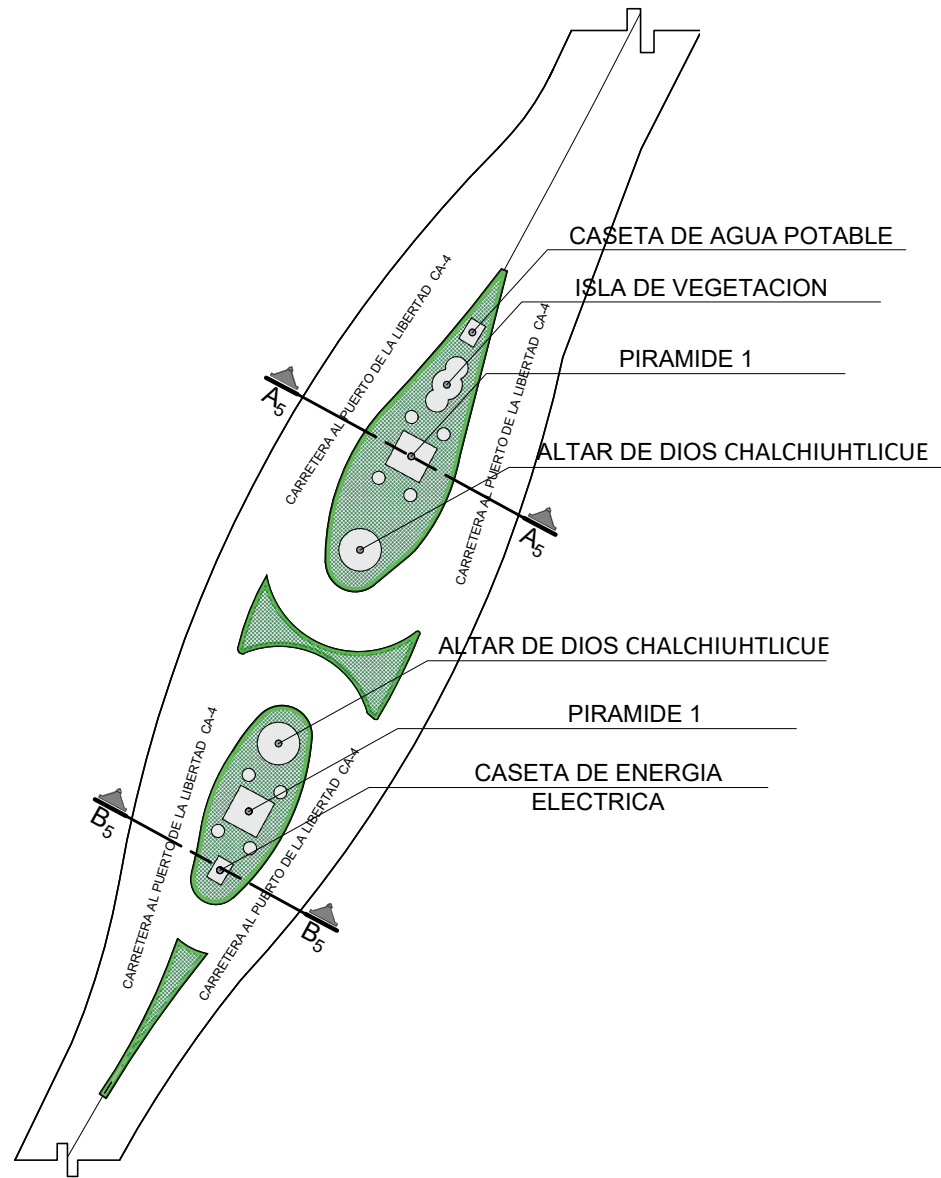 CASETA DE AGUA POTABLE
CARRETERA AL PUERTO DE LA LIBERTAD CA-4
ISLA DE VEGETACION
CARRETERA AL PUERTO DE LA LIBERTAD CA-4
PIRAMIDE 1
A5
ALTAR DE DIOS CHALCHIUHTLICUE
A5
ALTAR DE DIOS CHALCHIUHTLICUE
PIRAMIDE 1
CARRETERA AL PUERTO DE LA LIBERTAD CA-4
CARRETERA AL PUERTO DE LA LIBERTAD CA-4
CASETA DE ENERGIA
ELECTRICA
B5
B5